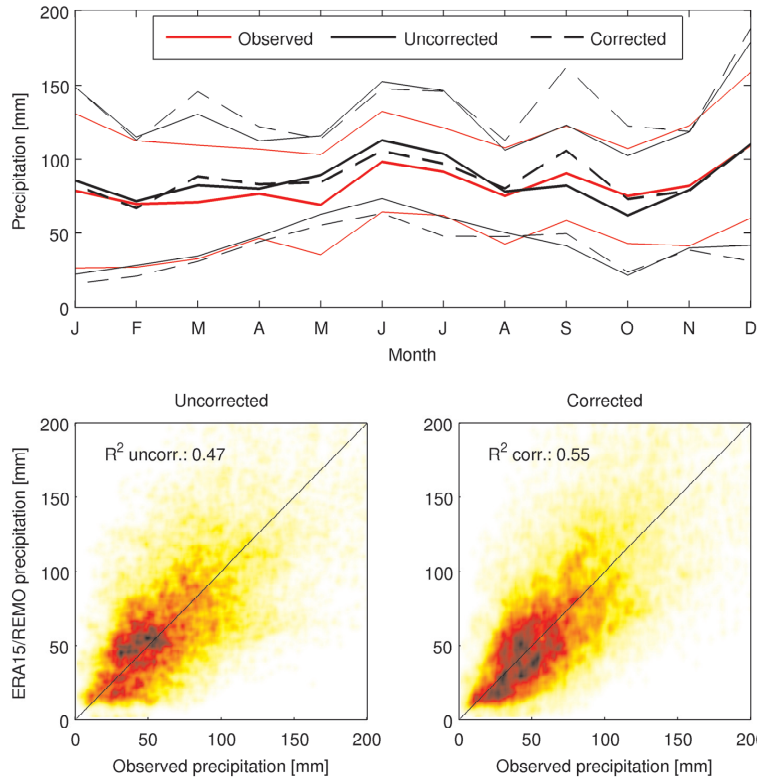 200
Observed Uncorrected Corrected
150
100
50
0
Precipitation [mm]
J F M A M J J A S O N D
Month
Uncorrected
200
R² uncorr.: 0.47
150
100
50
0
ERA15/REMO precipitation [mm]
0 50 100 150 200
Observed precipitation [mm]
Corrected
200
R² corr.: 0.55
150
100
50
0
0 50 100 150 200
Observed precipitation [mm]